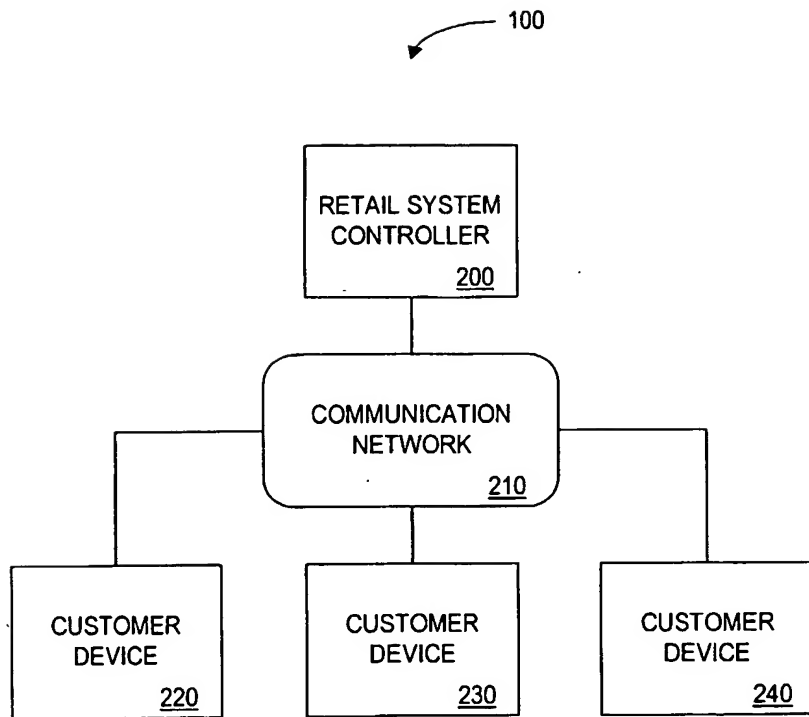 100
RETAIL SYSTEM
CONTROLLER
200
COMMUNICATION
NETWORK
210
CUSTOMER
DEVICE
220
CUSTOMER
DEVICE
230
CUSTOMER
DEVICE
240